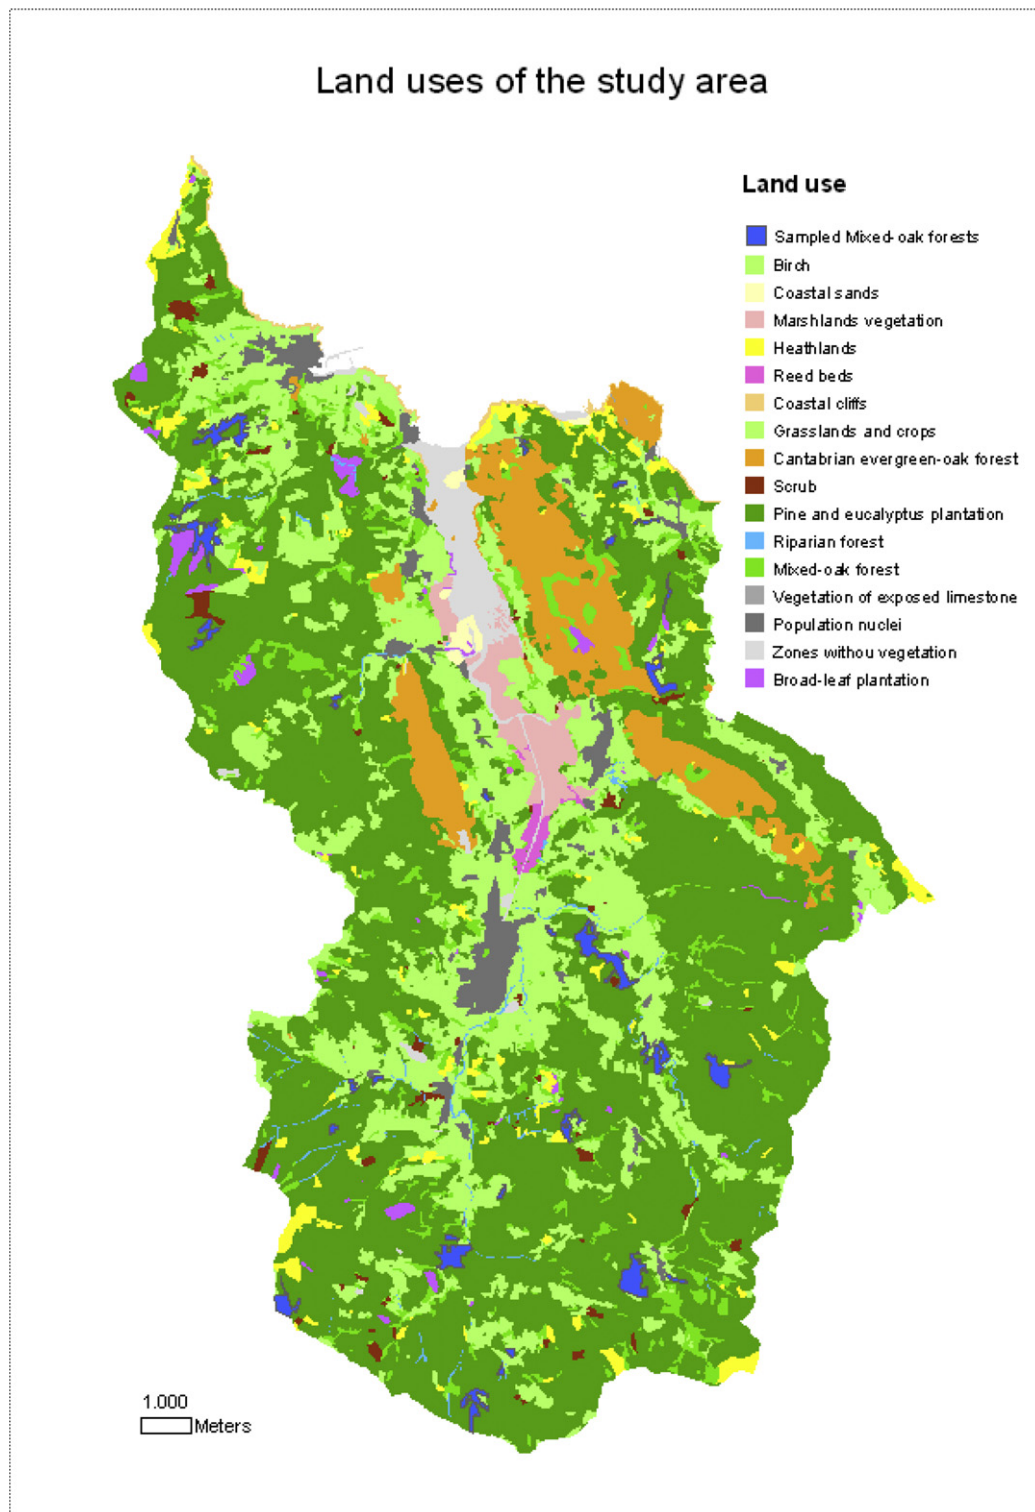 Land uses of the study area
Land use
Sampled Mixed-oak forests
Birch
Coastal sands
Marshlands vegetation
Heathlands
Reed beds
Coastal cliffs
Grasslands and crops
Cantabrian evergreen-oak forest
Scrub
Pine and eucalyptus plantation
Riparian forest
Mixed-oak forest
Vegetation of exposed limestone
Population nuclei
Zones withou vegetation
Broad-leaf plantation
1.000
Meters